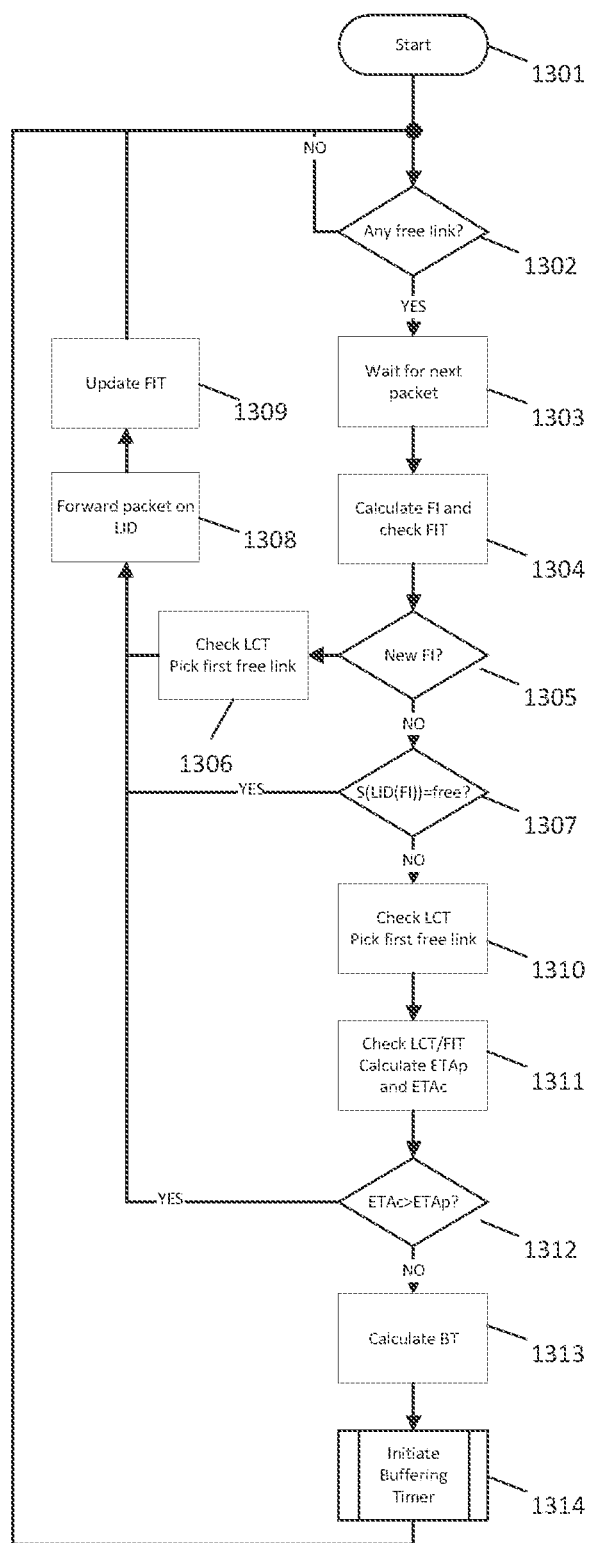 Start
1301
NO
Any free link?
1302
YES
Wait for next
packet
1303
Update FIT
1309
Calculate FI and
check FIT
1304
Forward packet on
LID
1308
New FI?
1305
Check LCT
Pick first free link
1306
NO
S(LID(FI))=free?
1307
YES
NO
Check LCT
Pick first free link
1310
Check LCT/FIT
Calculate ETAp
and ETAc
1311
ETAc>ETAp?
1312
YES
NO
Calculate BT
1313
Initiate
Buffering
Timer
1314